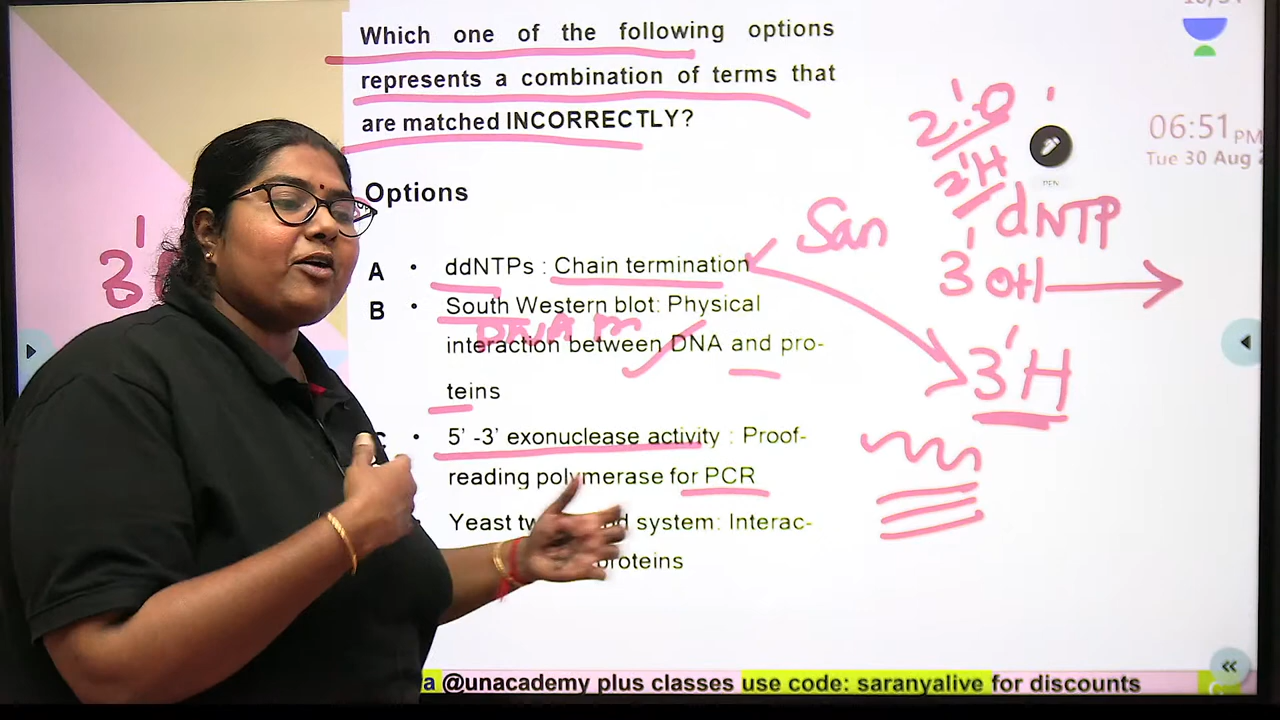 Which one of the following options
represents a combination of terms that
are matched INCORRECTLY?
Options
A • ddNTPs : Chain termination
B • South Western blot: Physical
interaction between DNA and pro-
teins
• 5' -3' exonuclease activity : Proof-
reading polymerase for PCR
Yeast system: Interac-
proteins
DNA
San
dNTP
3'OH
3'H
3'
06:51 PM
Tue 30 Aug
@unacademy plus classes use code: saranyalive for discounts